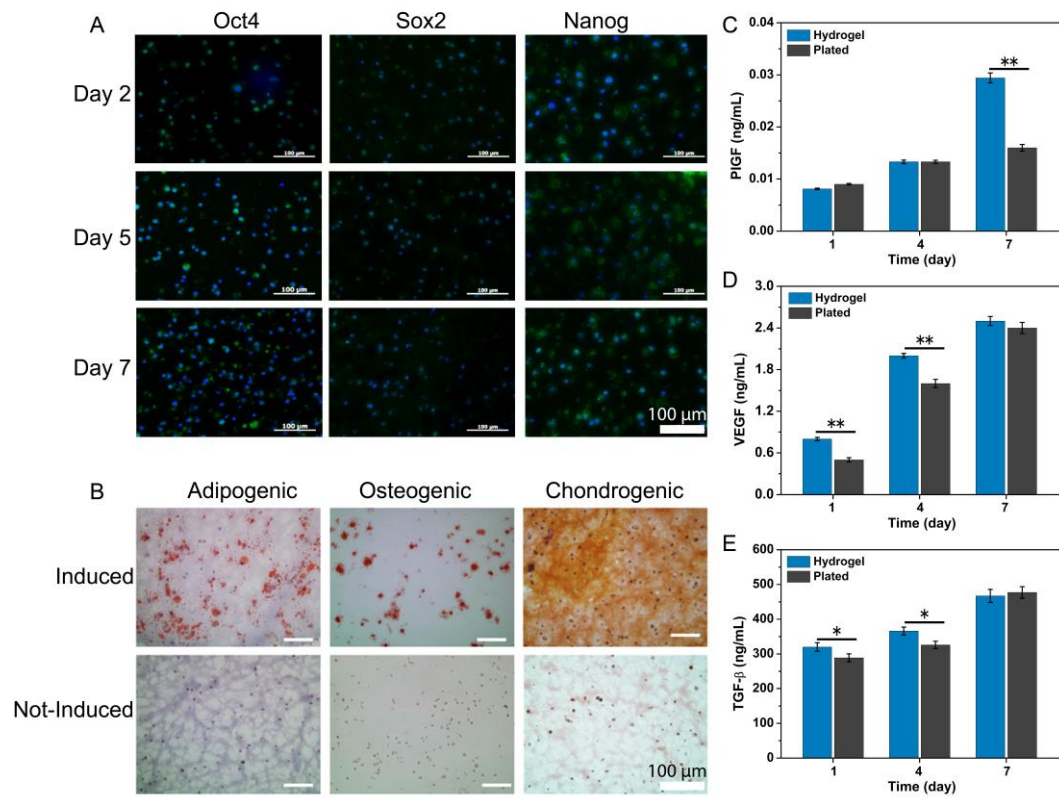 A
Oct4
Sox2
Nanog
Day 2
100 µm
100 µm
100 µm
Day 5
100 µm
100 µm
100 µm
Day 7
100 µm
100 µm
100 µm
B
Adipogenic
Osteogenic
Chondrogenic
Induced
Not-Induced
100 µm
C
0.04
0.03
0.02
0.01
0.00
PlGF (ng/mL)
Hydrogel
Plated
**
1
4
7
Time (day)
D
3.0
2.4
1.8
1.2
0.6
0.0
VEGF (ng/mL)
Hydrogel
Plated
**
**
1
4
7
Time (day)
E
600
500
400
300
200
100
0
TGF-β (ng/mL)
Hydrogel
Plated
*
*
1
4
7
Time (day)